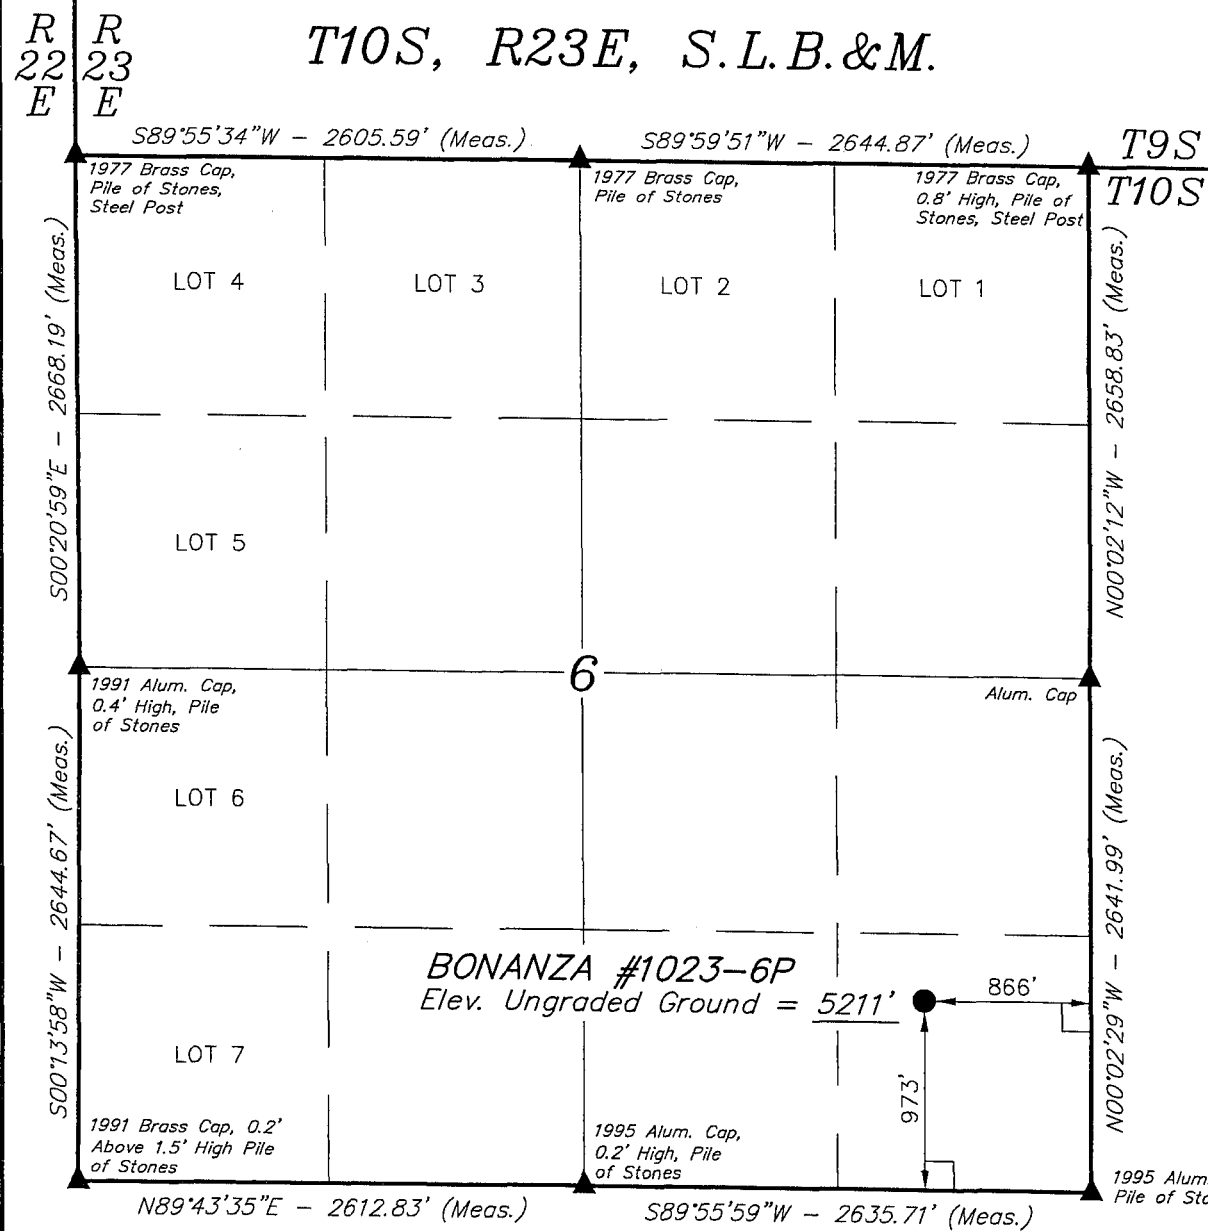 R R
22 23
E E
T10S, R23E, S.L.B.&M.
S89°55'34"W - 2605.59' (Meas.)
S89°59'51"W - 2644.87' (Meas.)
T9S
T10S
1977 Brass Cap,
Pile of Stones,
Steel Post
1977 Brass Cap,
Pile of Stones
1977 Brass Cap,
0.8' High, Pile of
Stones, Steel Post
S00°20'59"E - 2668.19' (Meas.)
N00°02'12"W - 2658.83' (Meas.)
LOT 4
LOT 3
LOT 2
LOT 1
LOT 5
6
1991 Alum. Cap,
0.4' High, Pile
of Stones
Alum. Cap
S00°13'58"W - 2644.67' (Meas.)
N00°02'29"W - 2641.99' (Meas.)
LOT 6
BONANZA #1023-6P
Elev. Ungraded Ground = 5211'
866'
973'
LOT 7
1991 Brass Cap, 0.2'
Above 1.5' High Pile
of Stones
1995 Alum. Cap,
0.2' High, Pile
of Stones
1995 Alum.
Pile of Sto
N89°43'35"E - 2612.83' (Meas.)
S89°55'59"W - 2635.71' (Meas.)